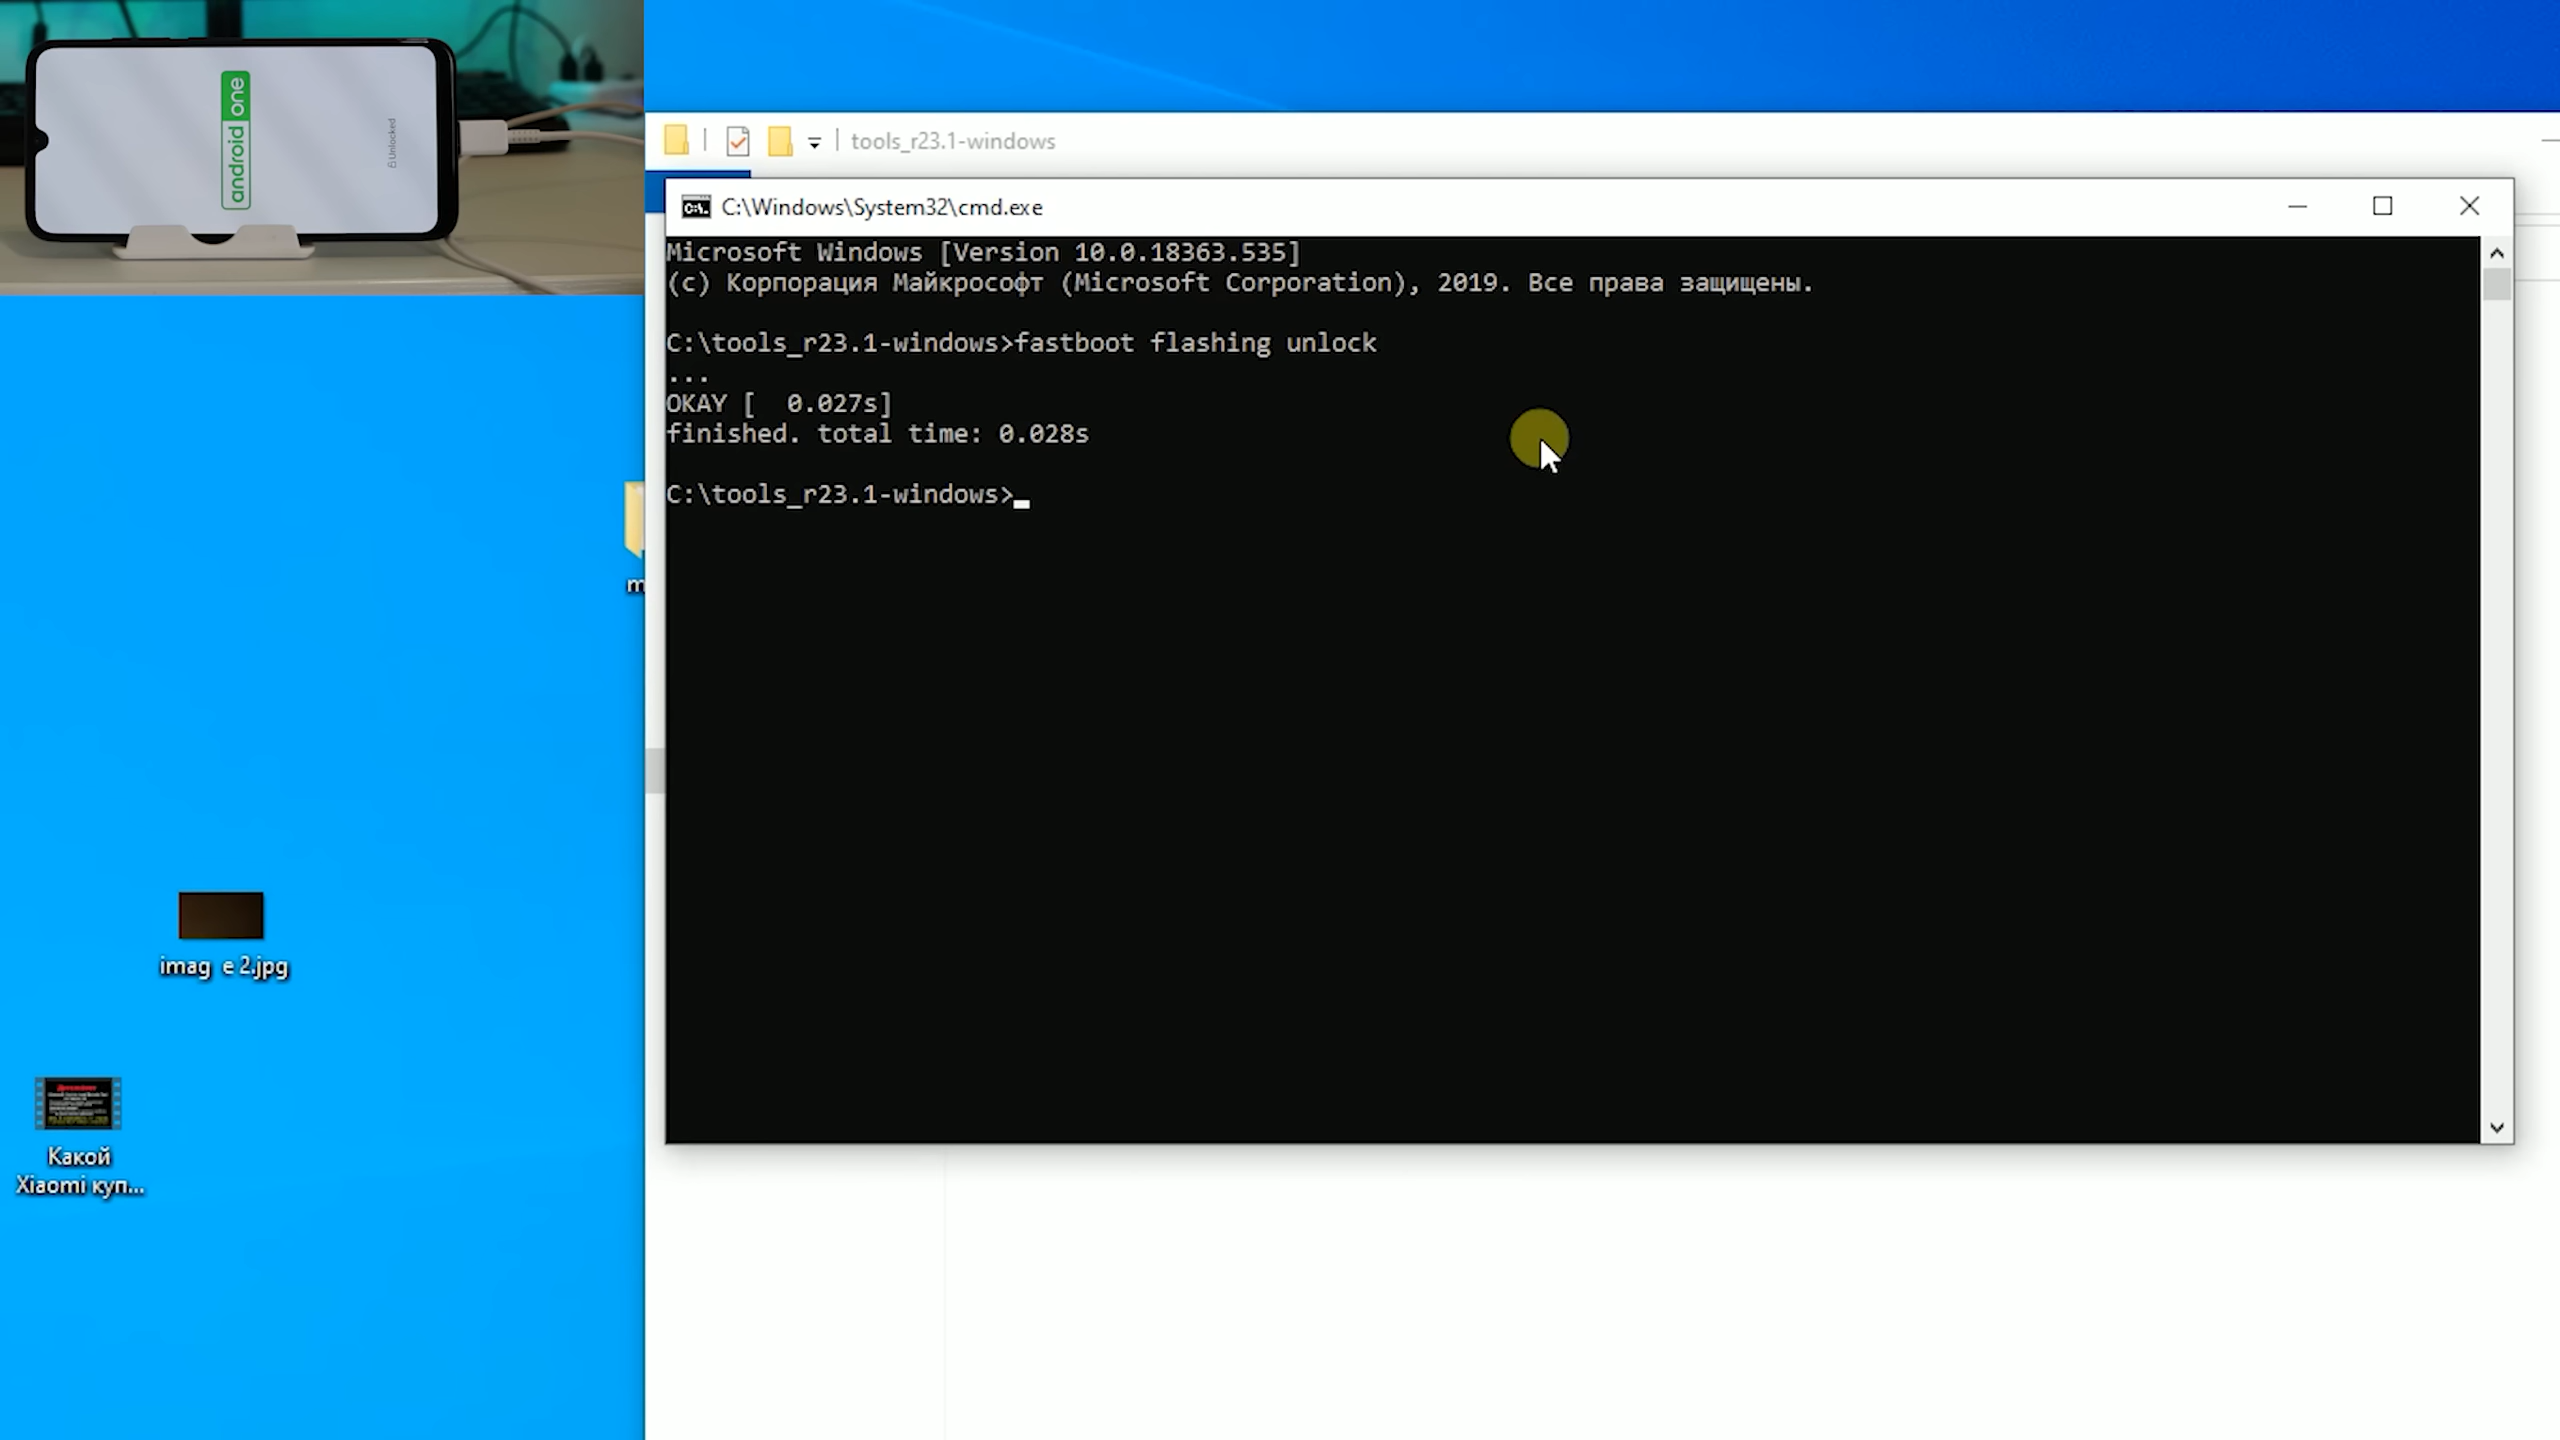 android one
Unlocked
tools_r23.1-windows
C:\Windows\System32\cmd.exe
Microsoft Windows [Version 10.0.18363.535]
(c) Корпорация Майкрософт (Microsoft Corporation), 2019. Все права защищены.
C:\tools_r23.1-windows>fastboot flashing unlock
...
OKAY [  0.027s]
finished. total time: 0.028s
C:\tools_r23.1-windows>
m
imag e 2.jpg
Какой
Xiaomi куп...